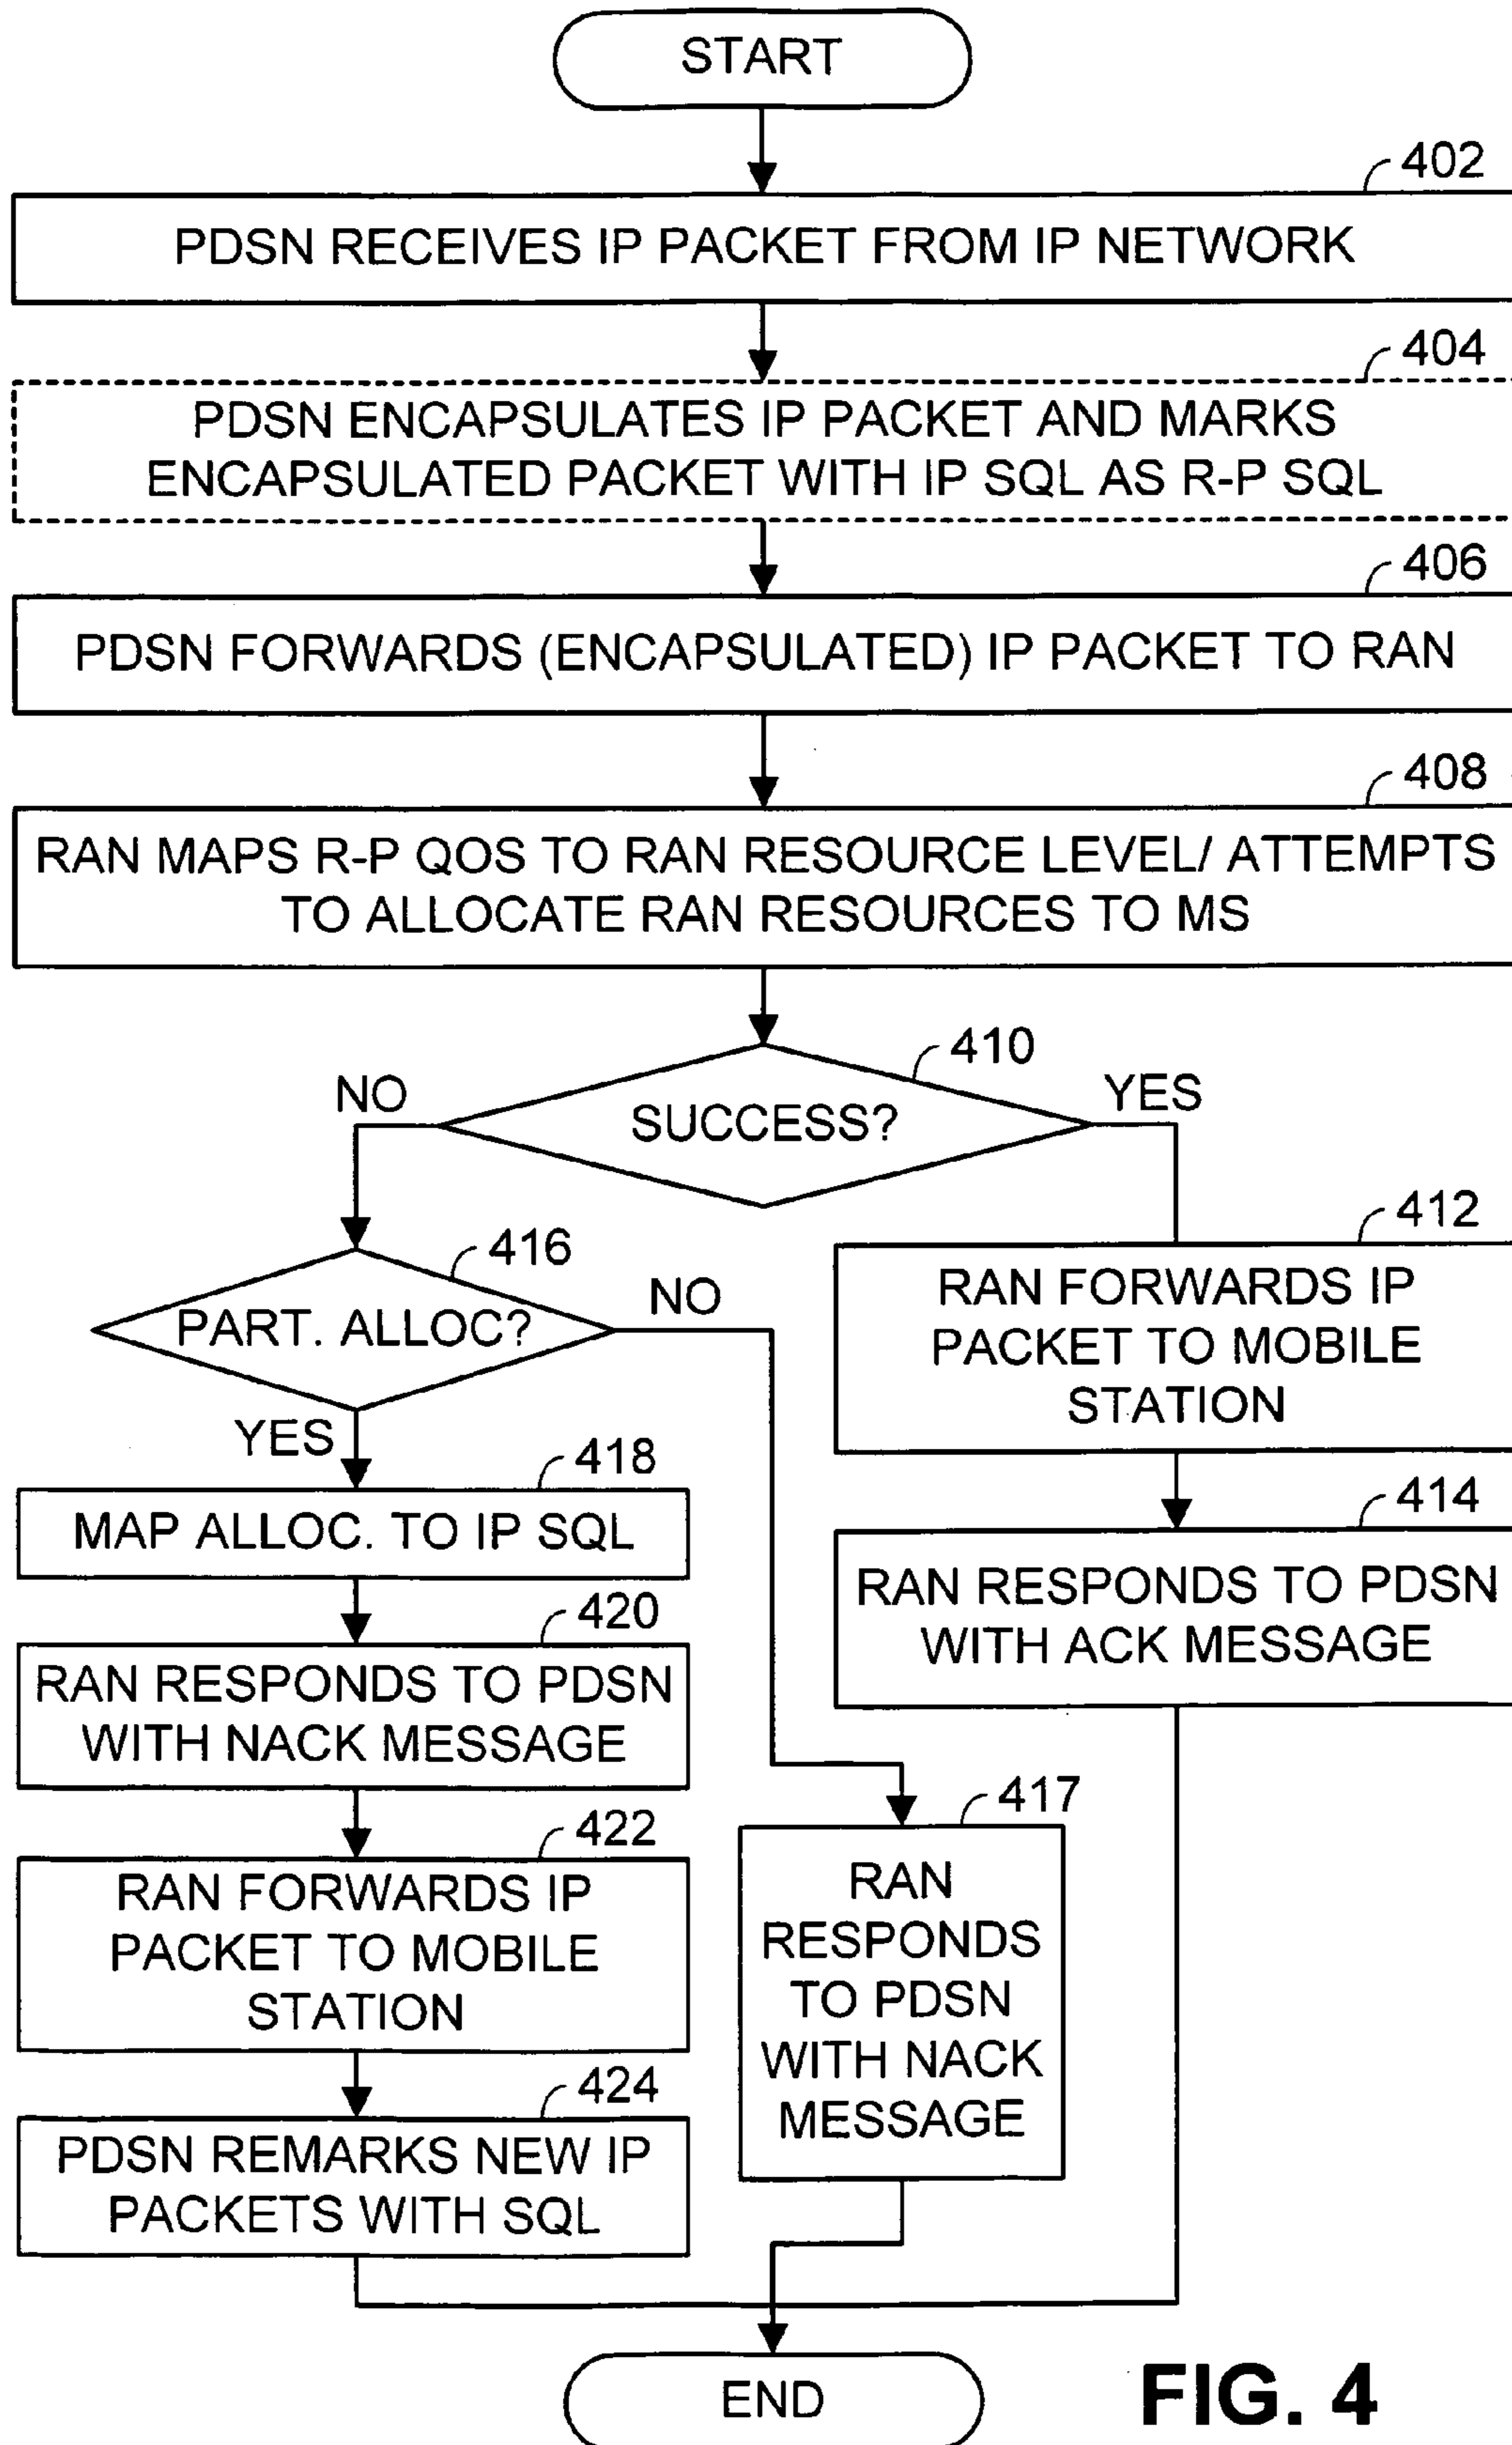 START
402
PDSN RECEIVES IP PACKET FROM IP NETWORK
404
PDSN ENCAPSULATES IP PACKET AND MARKS
ENCAPSULATED PACKET WITH IP SQL AS R-P SQL
406
PDSN FORWARDS (ENCAPSULATED) IP PACKET TO RAN
408
RAN MAPS R-P QOS TO RAN RESOURCE LEVEL/ ATTEMPTS
TO ALLOCATE RAN RESOURCES TO MS
410
NO
SUCCESS?
YES
412
RAN FORWARDS IP
PACKET TO MOBILE
STATION
414
RAN RESPONDS TO PDSN
WITH ACK MESSAGE
416
PART. ALLOC?
NO
YES
418
MAP ALLOC. TO IP SQL
420
RAN RESPONDS TO PDSN
WITH NACK MESSAGE
422
RAN FORWARDS IP
PACKET TO MOBILE
STATION
424
PDSN REMARKS NEW IP
PACKETS WITH SQL
417
RAN
RESPONDS
TO PDSN
WITH NACK
MESSAGE
END
FIG. 4